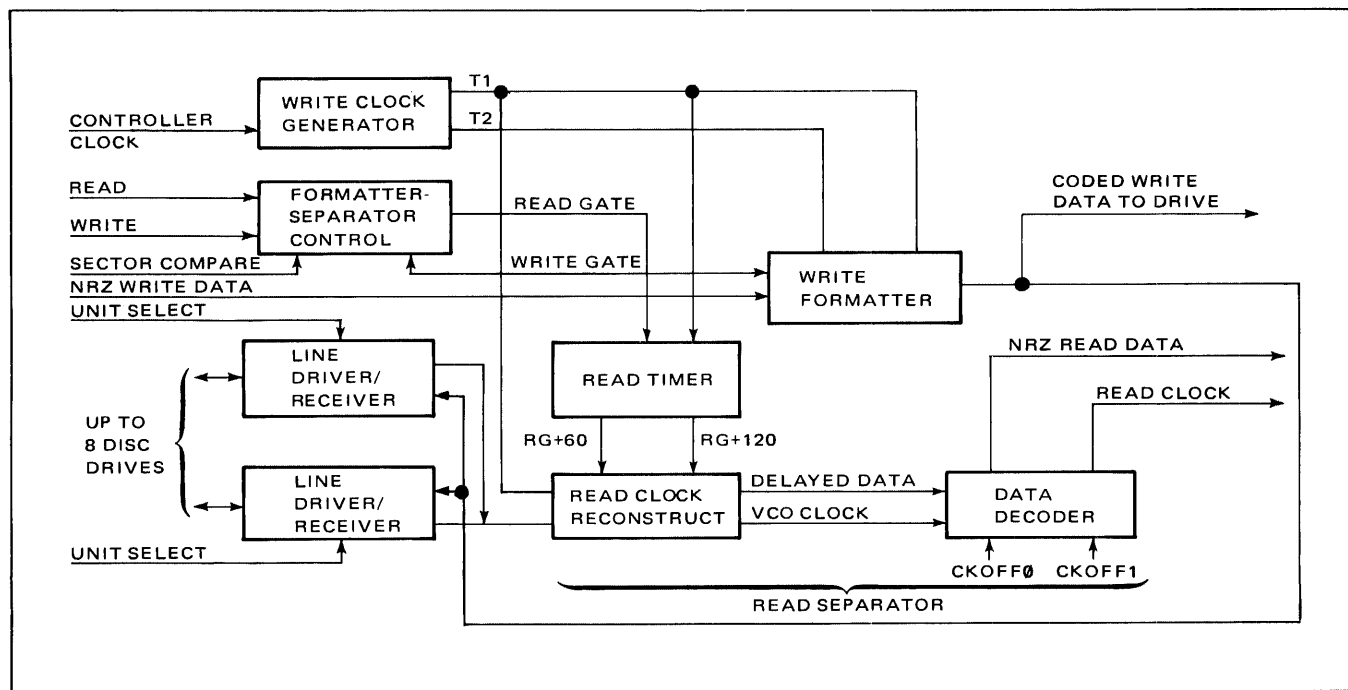 CONTROLLER
CLOCK
WRITE CLOCK
GENERATOR
T1
T2
READ
WRITE
SECTOR COMPARE
NRZ WRITE DATA
UNIT SELECT
FORMATTER-
SEPARATOR
CONTROL
READ GATE
WRITE GATE
WRITE
FORMATTER
CODED WRITE
DATA TO DRIVE
LINE
DRIVER/
RECEIVER
UP TO
8 DISC
DRIVES
LINE
DRIVER/
RECEIVER
UNIT SELECT
READ TIMER
RG+60
RG+120
READ CLOCK
RECONSTRUCT
DELAYED DATA
VCO CLOCK
NRZ READ DATA
READ CLOCK
DATA
DECODER
CKOFF0
CKOFF1
READ SEPARATOR